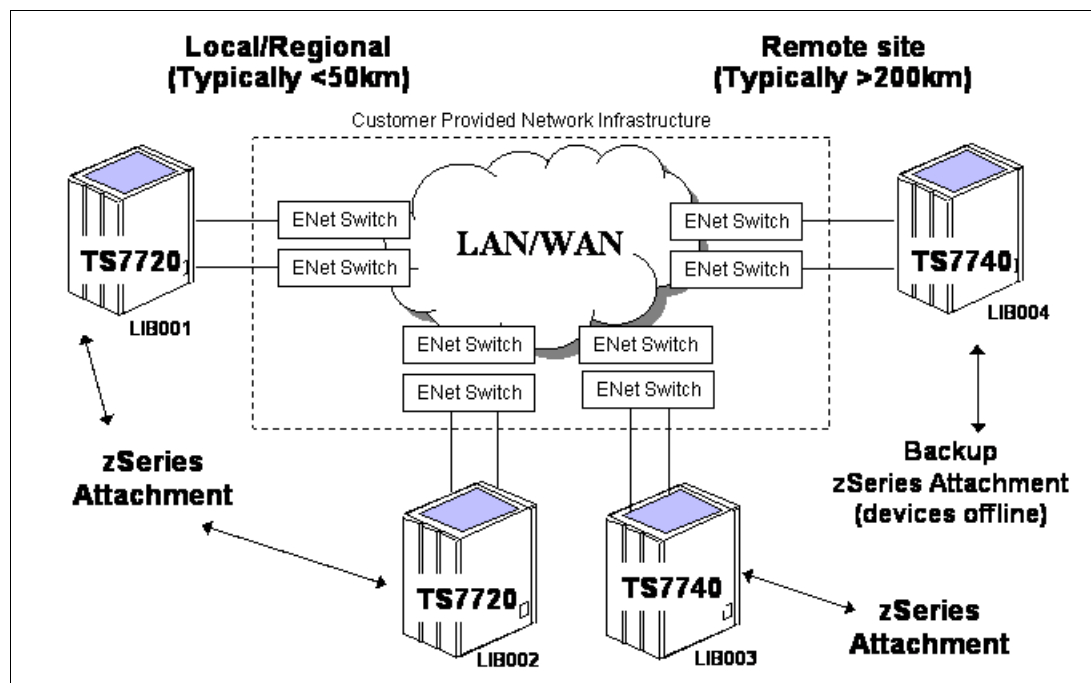 Local/Regional
(Typically <50km)
Remote site
(Typically >200km)
Customer Provided Network Infrastructure
ENet Switch
ENet Switch
LAN/WAN
ENet Switch
ENet Switch
TS7720
LIB001
TS7740
LIB004
ENet Switch
ENet Switch
ENet Switch
ENet Switch
zSeries
Attachment
Backup
zSeries Attachment
(devices offline)
TS7720
LIB002
TS7740
LIB003
zSeries
Attachment